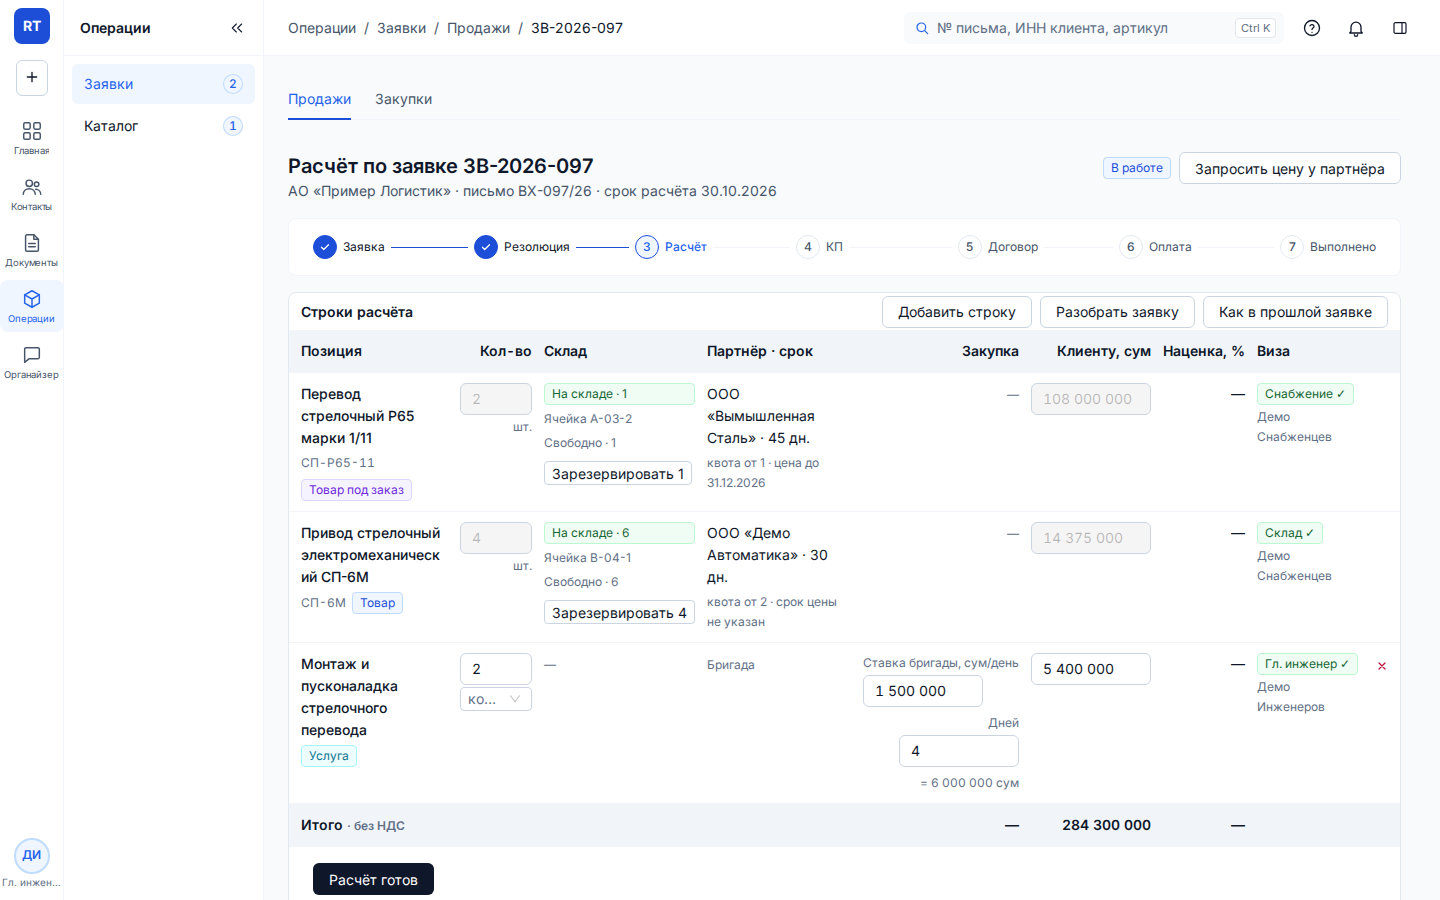 RT
Операции
Операции / Заявки / Продажи / ЗВ-2026-097
№ письма, ИНН клиента, артикул
Ctrl K
Главная
Контакты
Документы
Операции
Органайзер
ДИ
Гл. инжен...
Заявки 2
Каталог 1
Продажи Закупки
Расчёт по заявке ЗВ-2026-097
АО «Пример Логистик» · письмо ВХ-097/26 · срок расчёта 30.10.2026
В работе
Запросить цену у партнёра
Заявка
Резолюция
3 Расчёт
4 КП
5 Договор
6 Оплата
7 Выполнено
Строки расчёта
Добавить строку
Разобрать заявку
Как в прошлой заявке
Позиция Кол-во Склад Партнёр · срок Закупка Клиенту, сум Наценка, % Виза
Перевод
стрелочный Р65
марки 1/11
СП-Р65-11
Товар под заказ
2
шт.
На складе · 1
Ячейка A-03-2
Свободно · 1
Зарезервировать 1
ООО
«Вымышленная
Сталь» · 45 дн.
квота от 1 · цена до
31.12.2026
—
108 000 000
—
Снабжение ✓
Демо
Снабженцев
Привод стрелочный
электромеханическ
ий СП-6М
СП-6М Товар
4
шт.
На складе · 6
Ячейка B-04-1
Свободно · 6
Зарезервировать 4
ООО «Демо
Автоматика» · 30
дн.
квота от 2 · срок цены
не указан
—
14 375 000
—
Склад ✓
Демо
Снабженцев
Монтаж и
пусконаладка
стрелочного
перевода
Услуга
2
ко...
—
Бригада
Ставка бригады, сум/день
1 500 000
Дней
4
= 6 000 000 сум
5 400 000
—
Гл. инженер ✓
Демо
Инженеров
Итого · без НДС — 284 300 000 —
Расчёт готов